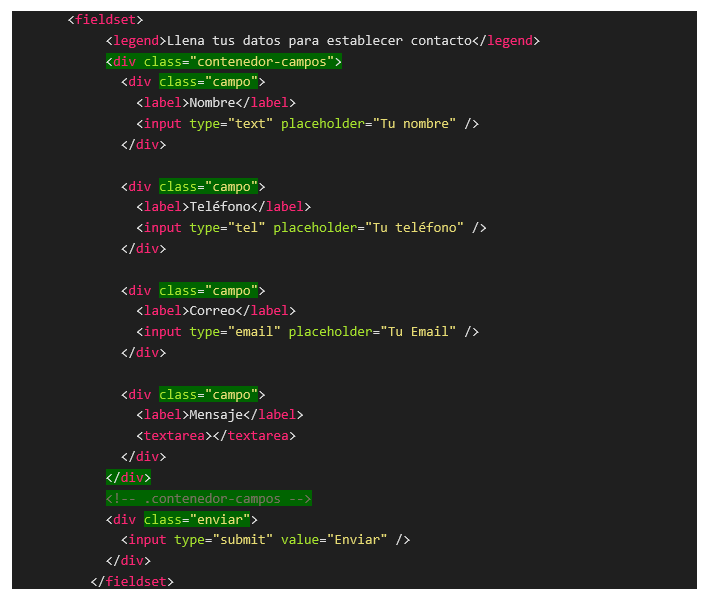 <fieldset>
<legend>Llena tus datos para establecer contacto</legend>
<div class="contenedor-campos">
<div class="campo">
<label>Nombre</label>
<input type="text" placeholder="Tu nombre" />
</div>
<div class="campo">
<label>Teléfono</label>
<input type="tel" placeholder="Tu teléfono" />
</div>
<div class="campo">
<label>Correo</label>
<input type="email" placeholder="Tu Email" />
</div>
<div class="campo">
<label>Mensaje</label>
<textarea></textarea>
</div>
</div>
<!-- .contenedor-campos -->
<div class="enviar">
<input type="submit" value="Enviar" />
</div>
</fieldset>